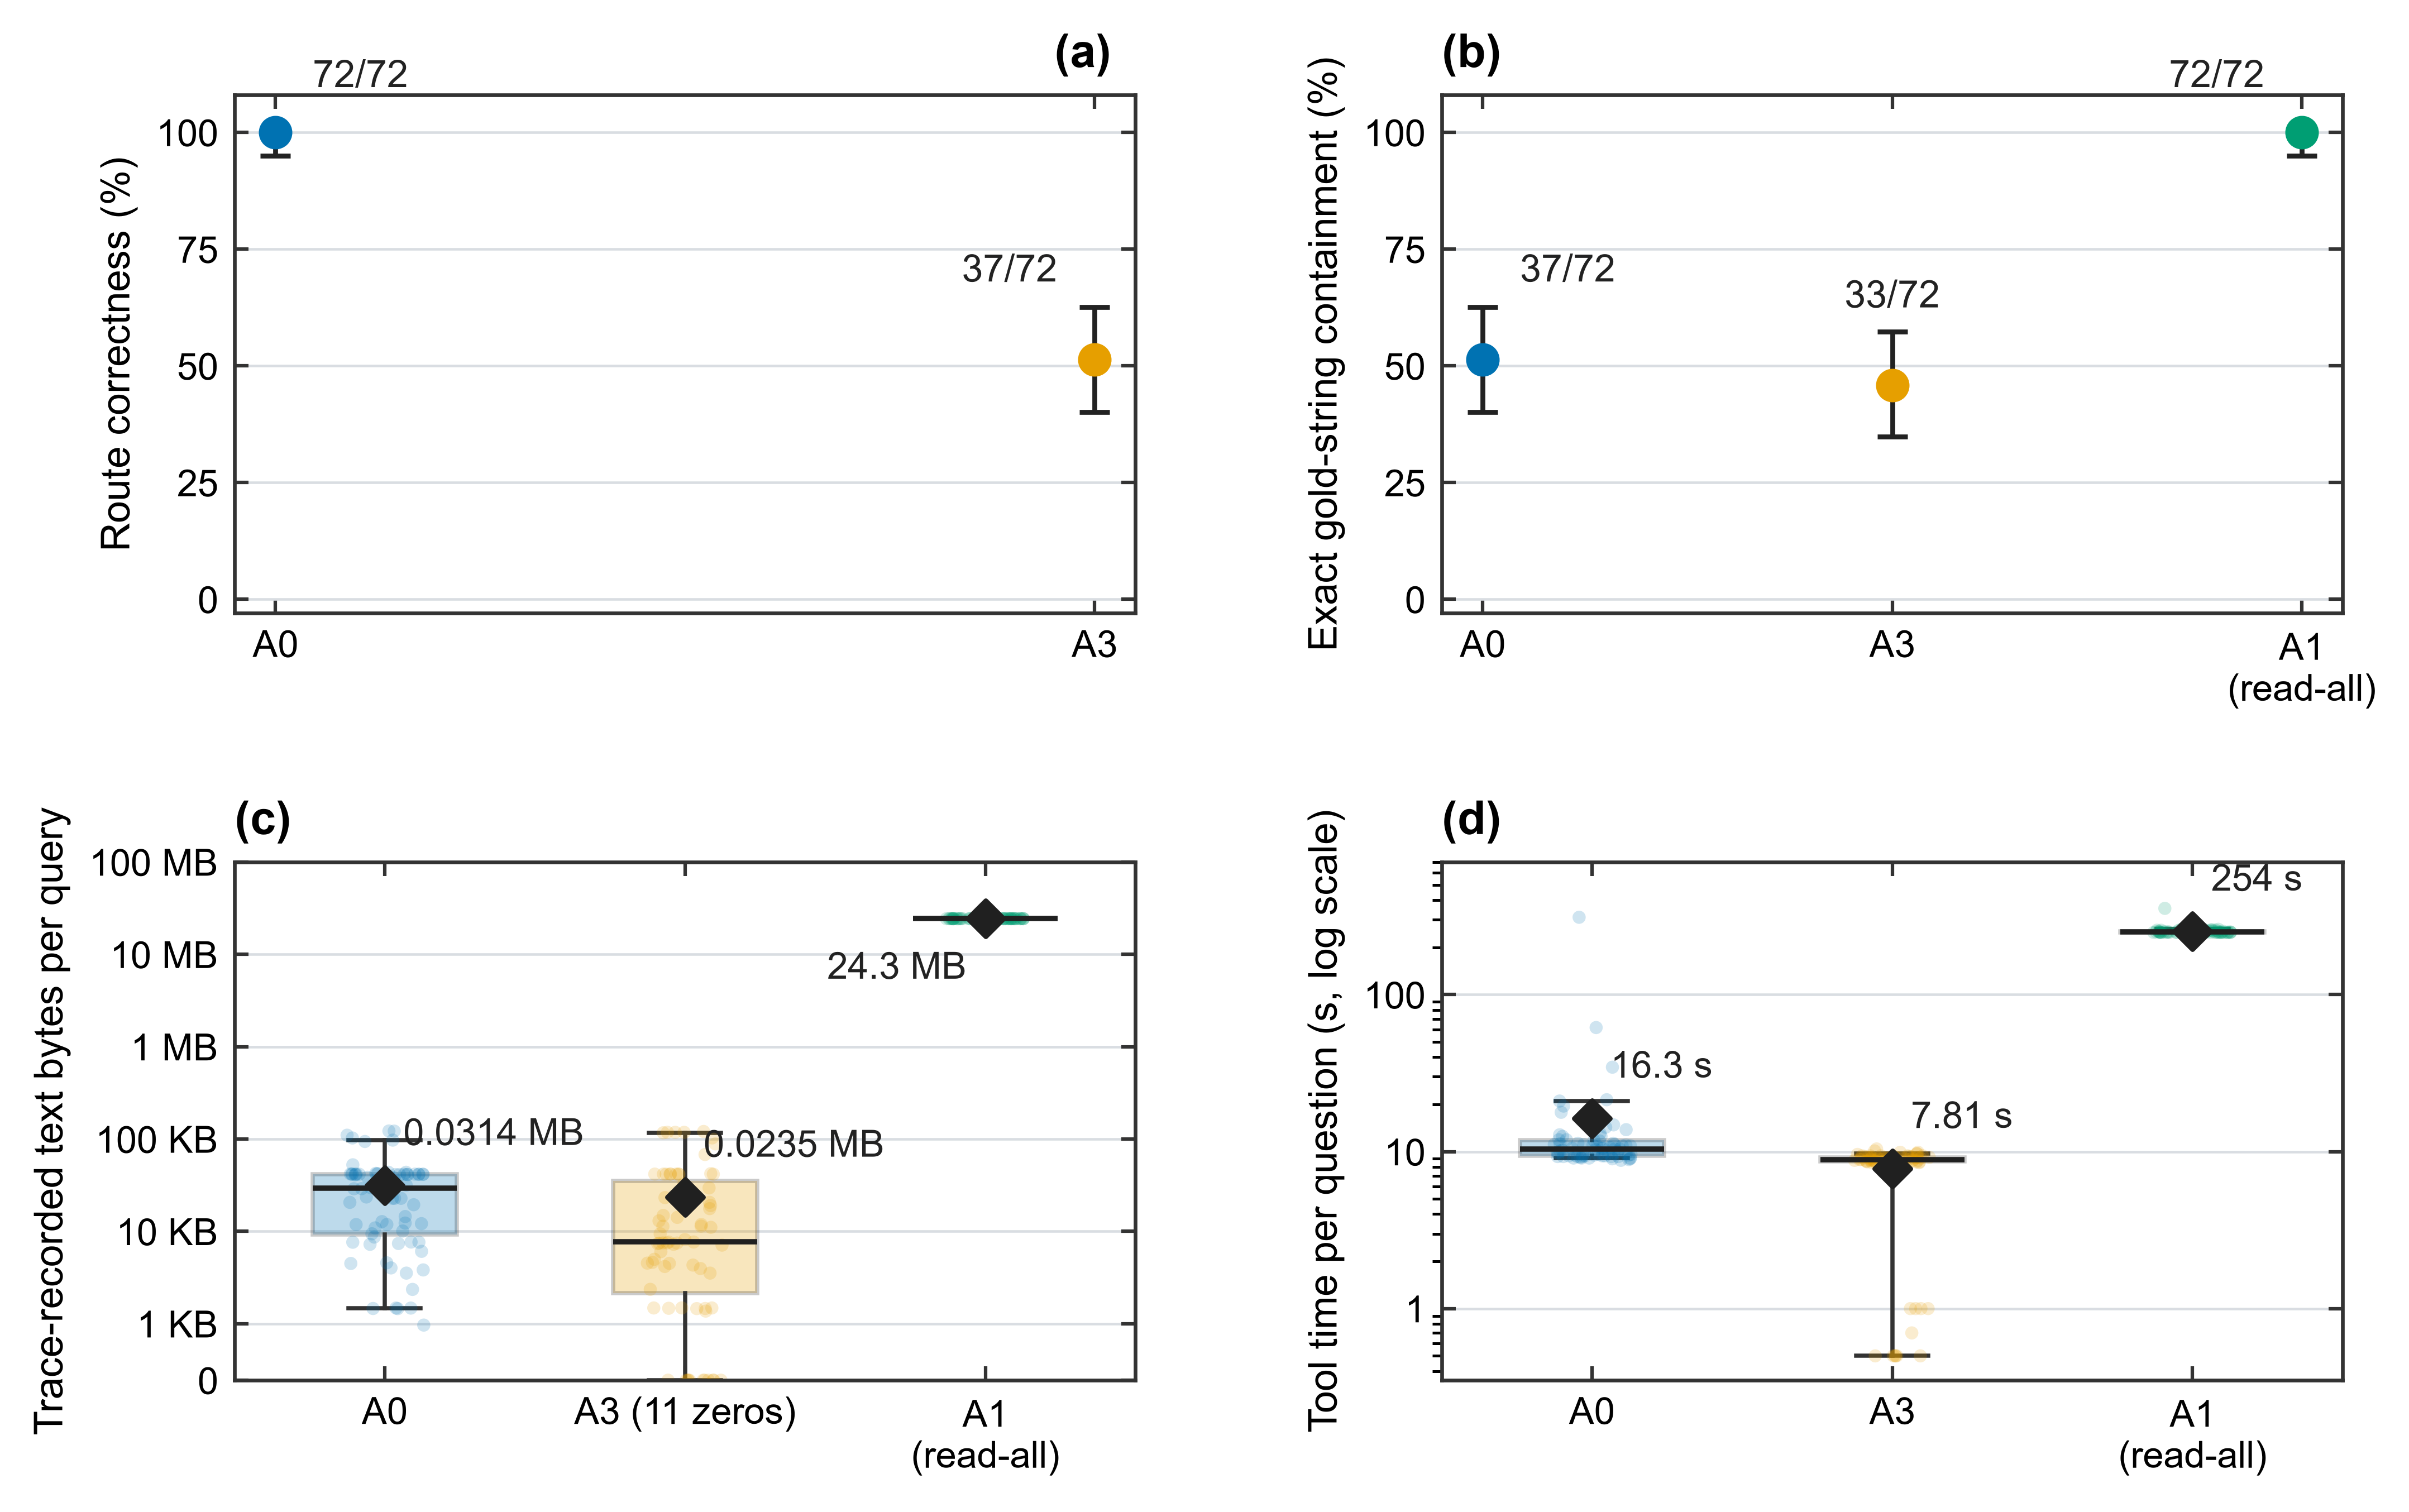 (a)
72/72
37/72
Route correctness (%)
100
75
50
25
0
A0
A3
(b)
72/72
37/72
33/72
Exact gold-string containment (%)
100
75
50
25
0
A0
A3
A1
(read-all)
(c)
Trace-recorded text bytes per query
100 MB
10 MB
1 MB
100 KB
10 KB
1 KB
0
24.3 MB
0.0314 MB
0.0235 MB
A0
A3 (11 zeros)
A1
(read-all)
(d)
Tool time per question (s, log scale)
254 s
100
16.3 s
7.81 s
10
1
A0
A3
A1
(read-all)